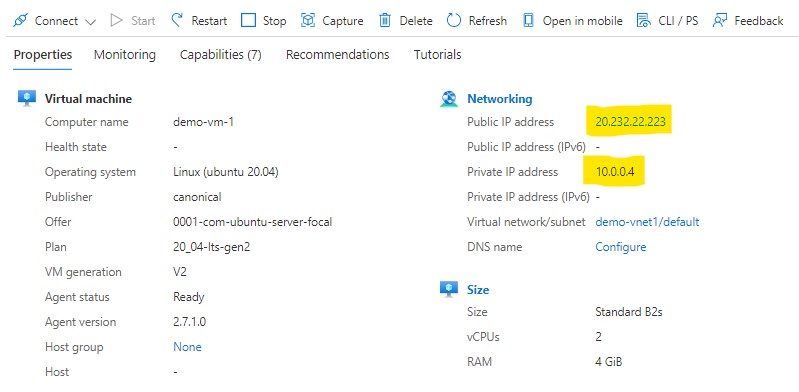 Connect Start Restart Stop Capture Delete Refresh Open in mobile CLI / PS Feedback
Properties Monitoring Capabilities (7) Recommendations Tutorials
Virtual machine
Computer name demo-vm-1
Health state -
Operating system Linux (ubuntu 20.04)
Publisher canonical
Offer 0001-com-ubuntu-server-focal
Plan 20_04-lts-gen2
VM generation V2
Agent status Ready
Agent version 2.7.1.0
Host group None
Host -
Networking
Public IP address 20.232.22.223
Public IP address (IPv6) -
Private IP address 10.0.0.4
Private IP address (IPv6) -
Virtual network/subnet demo-vnet1/default
DNS name Configure
Size
Size Standard B2s
vCPUs 2
RAM 4 GiB